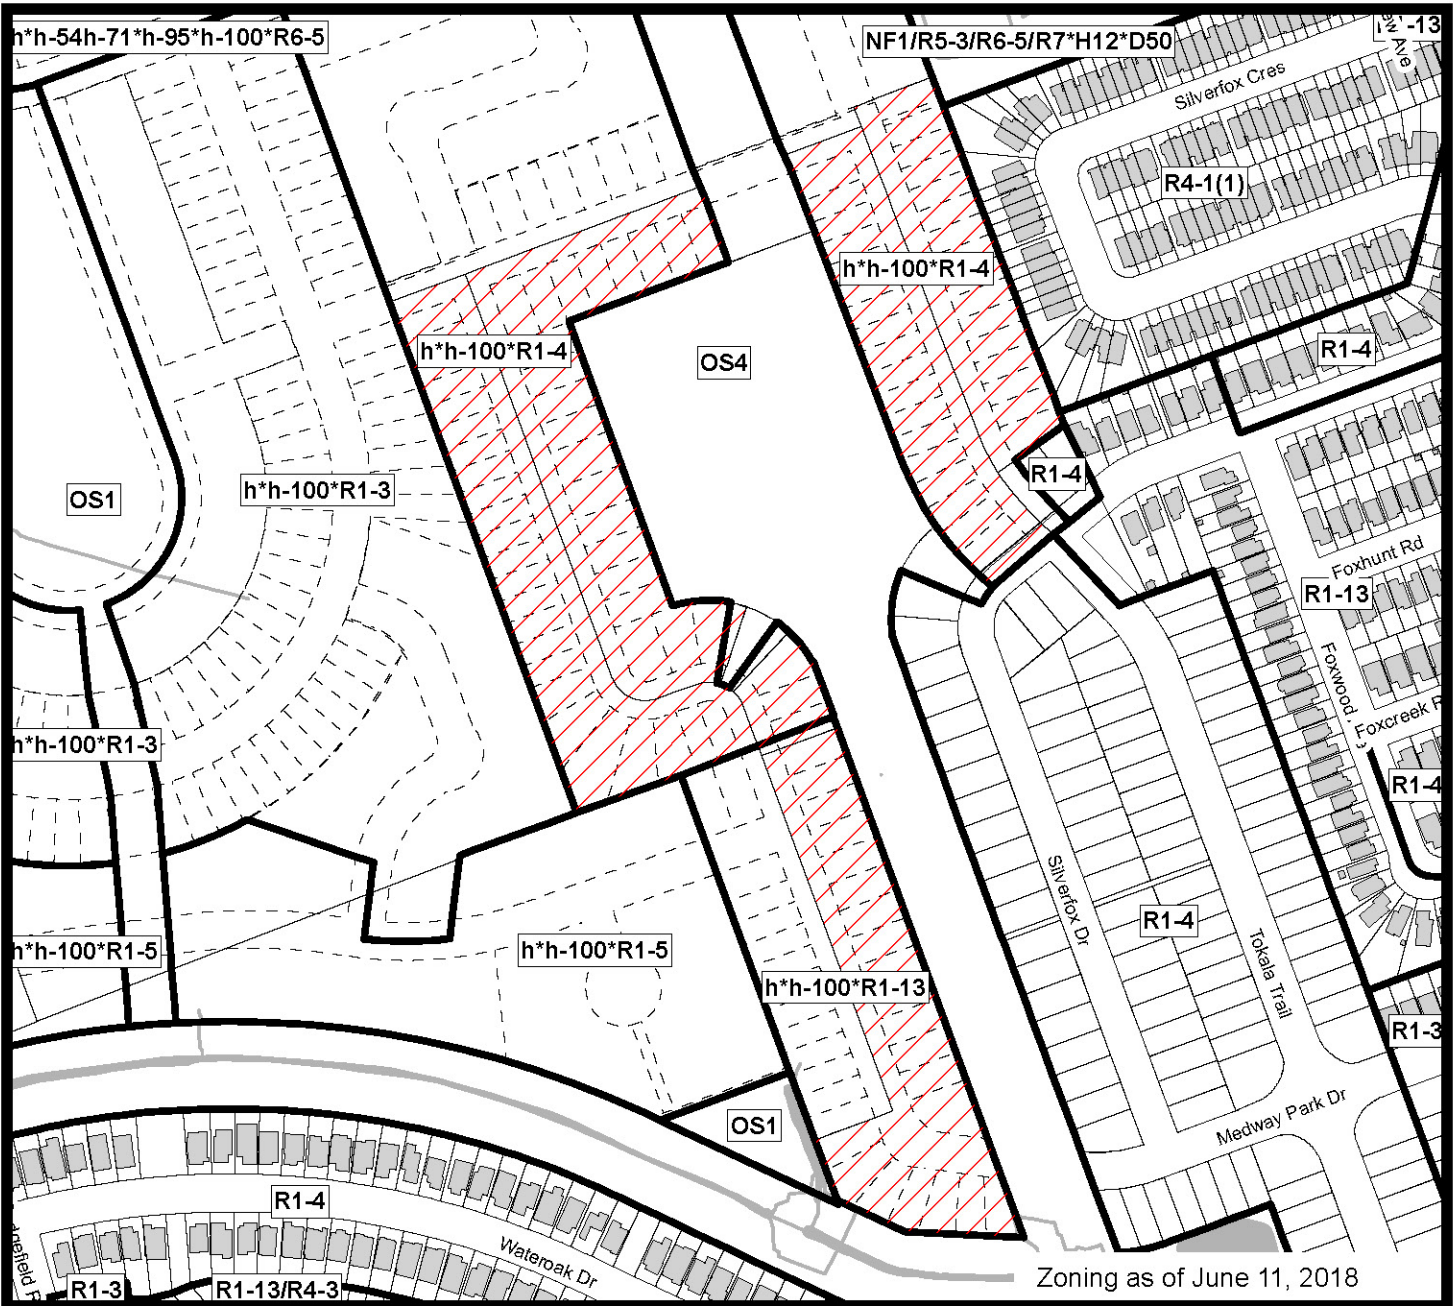 h*h-54h-71*h-95*h-100*R6-5
NF1/R5-3/R6-5/R7*H12*D50
-13
Ave
Silverfox Cres
R4-1(1)
h*h-100*R1-4
h*h-100*R1-4
OS4
R1-4
R1-4
h*h-100*R1-3
OS1
Foxhunt Rd
R1-13
Foxwood
Foxcreek
h*h-100*R1-3
R1-4
Silverfox Dr
R1-4
h*h-100*R1-5
h*h-100*R1-5
Tokala Trail
h*h-100*R1-13
R1-3
Medway Park Dr
OS1
R1-4
Wateroak Dr
R1-3
R1-13/R4-3
Zoning as of June 11, 2018